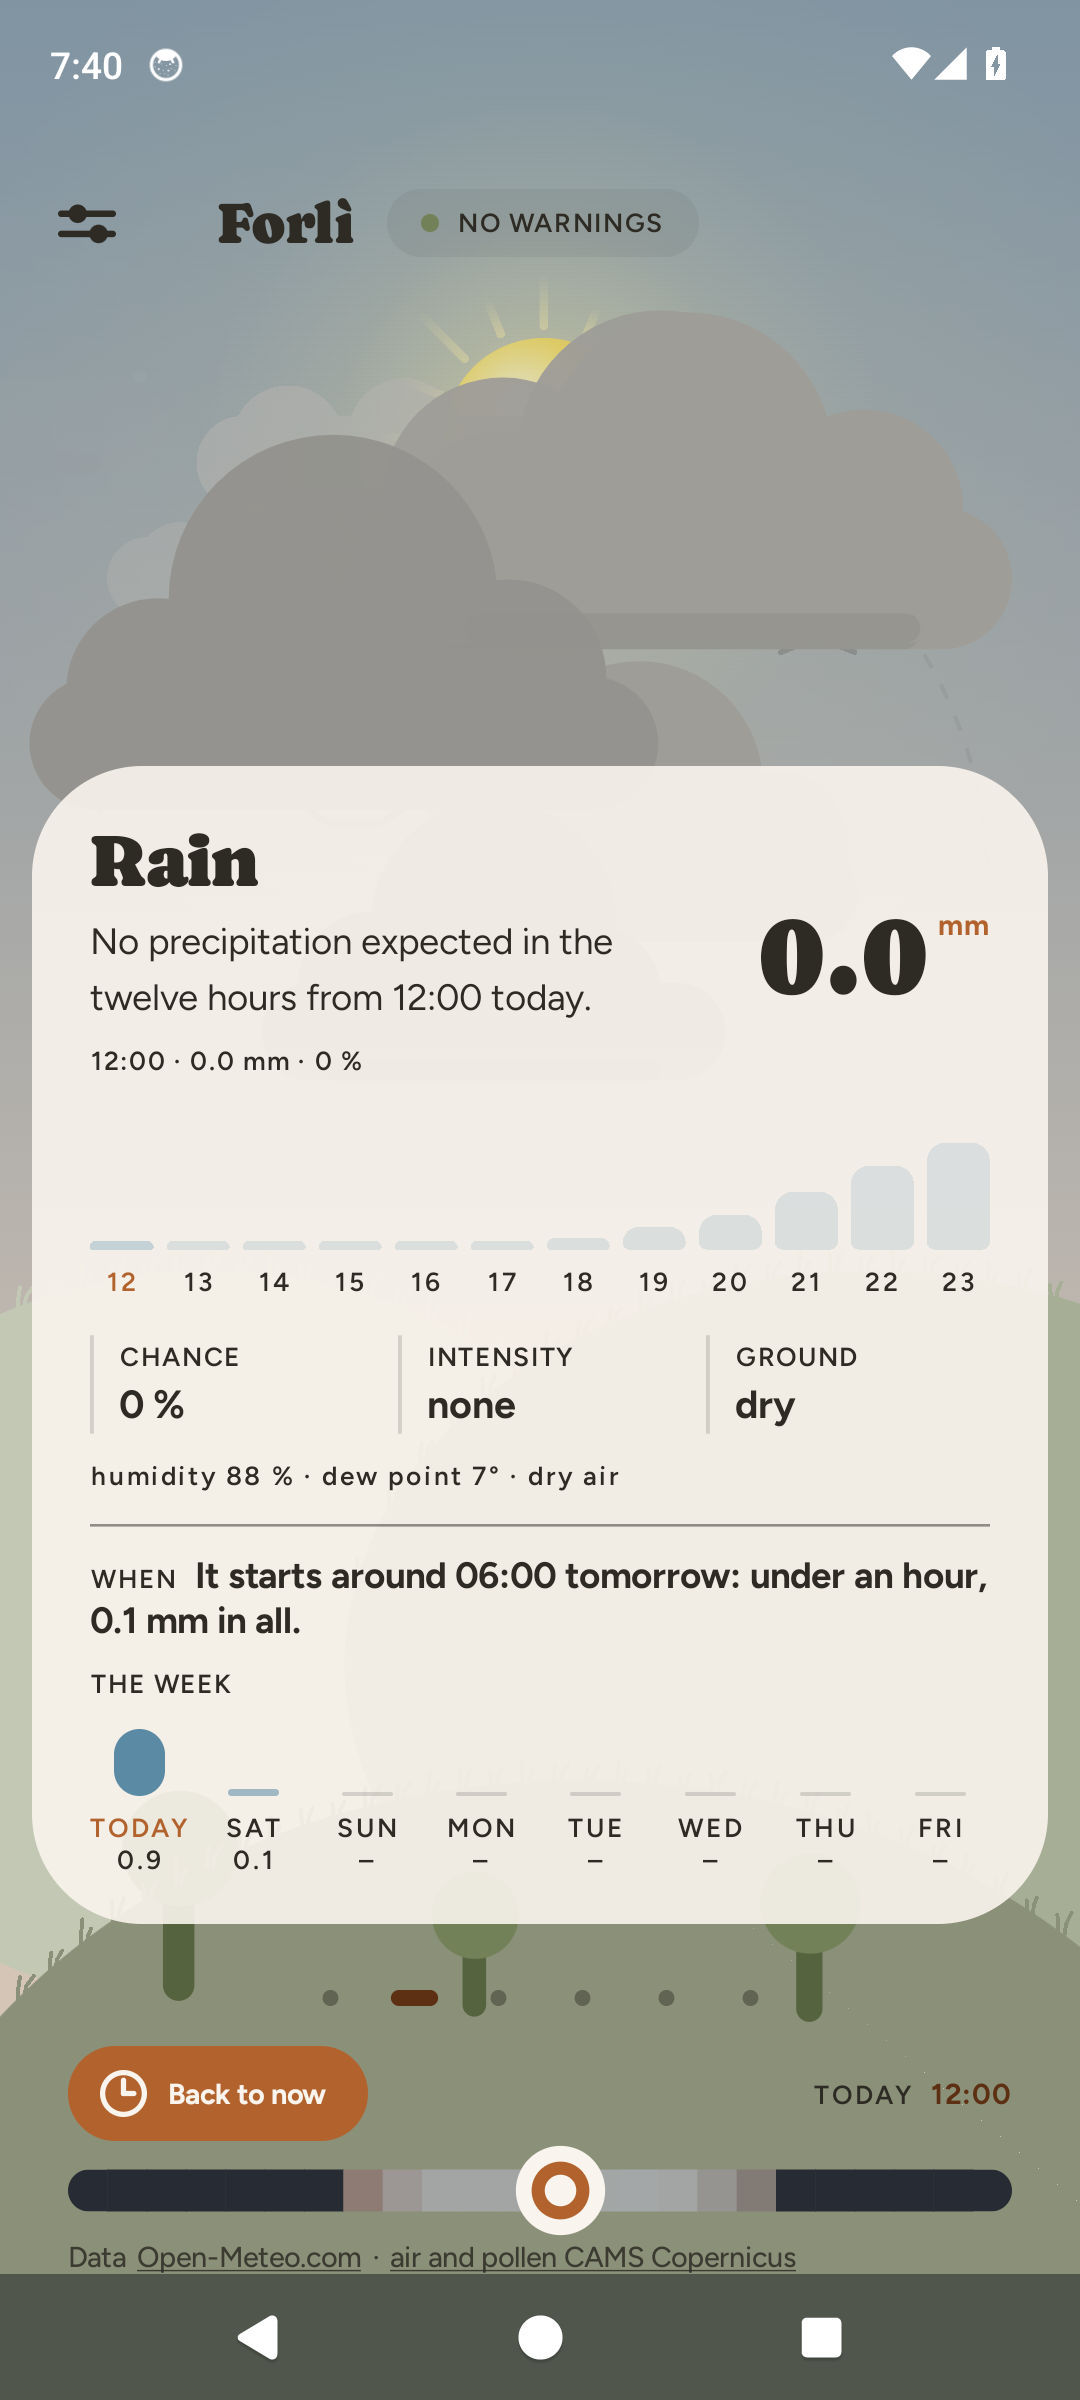 7:40
Forlì
NO WARNINGS
Rain
No precipitation expected in the
twelve hours from 12:00 today.
0.0 mm
12:00 · 0.0 mm · 0 %
12 13 14 15 16 17 18 19 20 21 22 23
CHANCE INTENSITY GROUND
0 % none dry
humidity 88 % · dew point 7° · dry air
WHEN It starts around 06:00 tomorrow: under an hour,
0.1 mm in all.
THE WEEK
TODAY SAT SUN MON TUE WED THU FRI
0.9 0.1 – – – – – –
Back to now
TODAY 12:00
Data Open-Meteo.com · air and pollen CAMS Copernicus